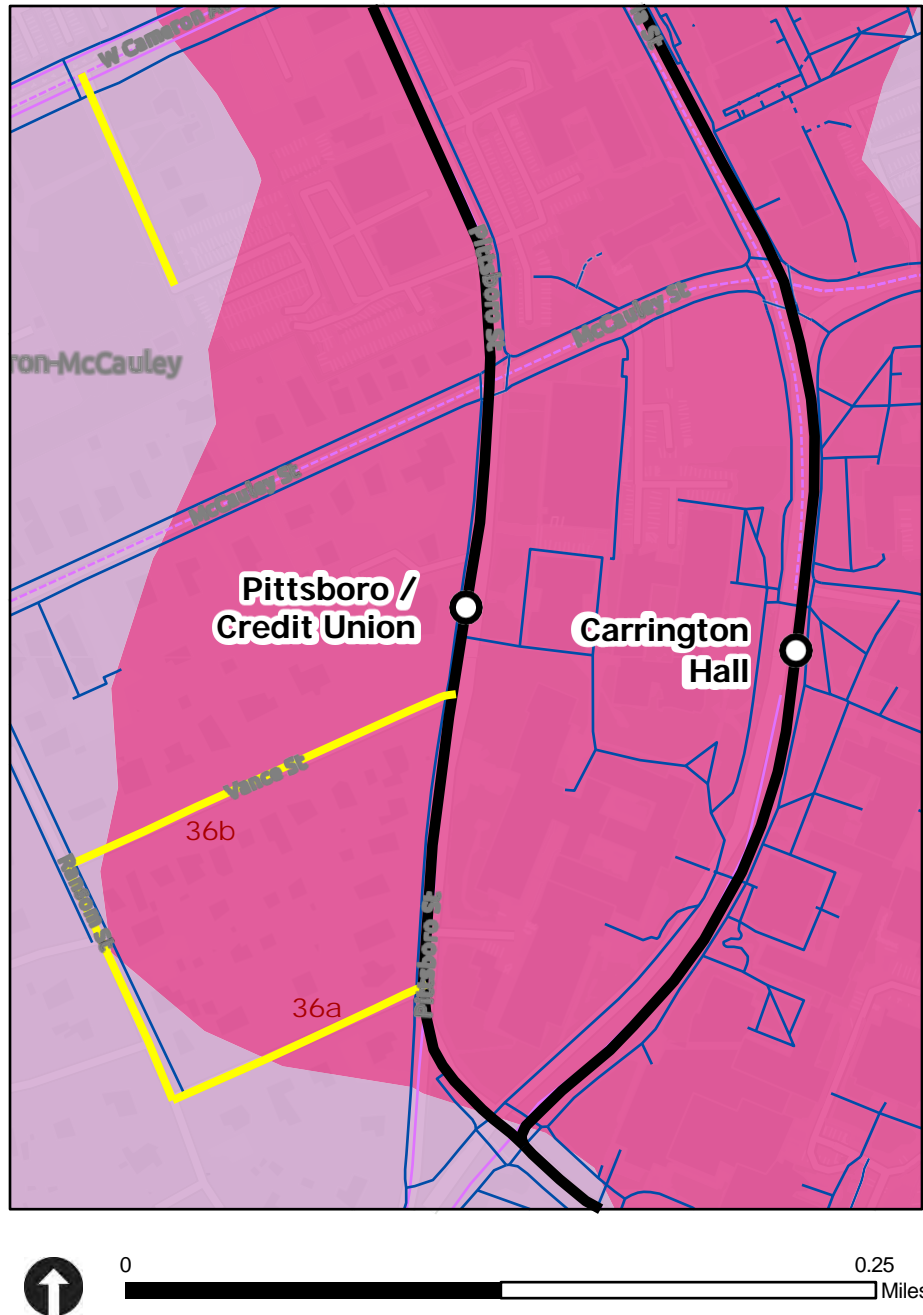 W Cameron A
Pittsboro St
McCauley St
ron-McCauley
McCauley St
Pittsboro /
Credit Union
Carrington
Hall
Vance St
36b
Ransom St
Pittsboro St
36a
0
0.25
Miles